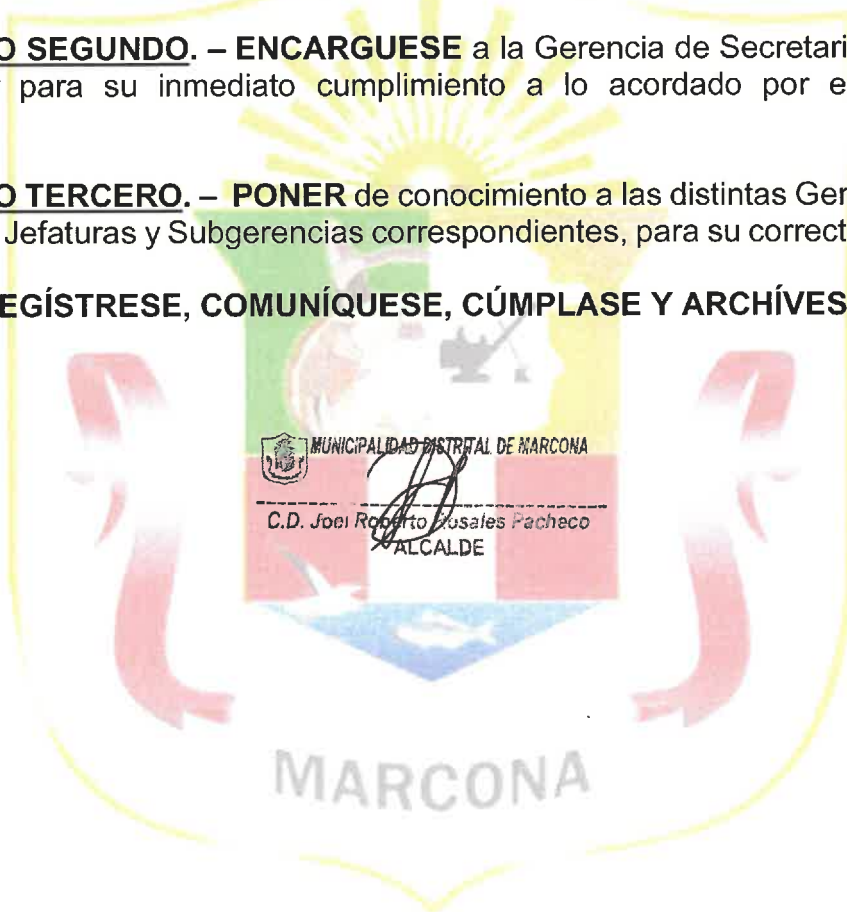 O SEGUNDO. – ENCARGUESE a la Gerencia de Secretari
para su inmediato cumplimiento a lo acordado por e
O TERCERO. – PONER de conocimiento a las distintas Ger
Jefaturas y Subgerencias correspondientes, para su correct
EGÍSTRESE, COMUNÍQUESE, CÚMPLASE Y ARCHÍVES
MUNICIPALIDAD DISTRITAL DE MARCONA
C.D. Joel Roberto Rosales Pacheco
ALCALDE
MARCONA